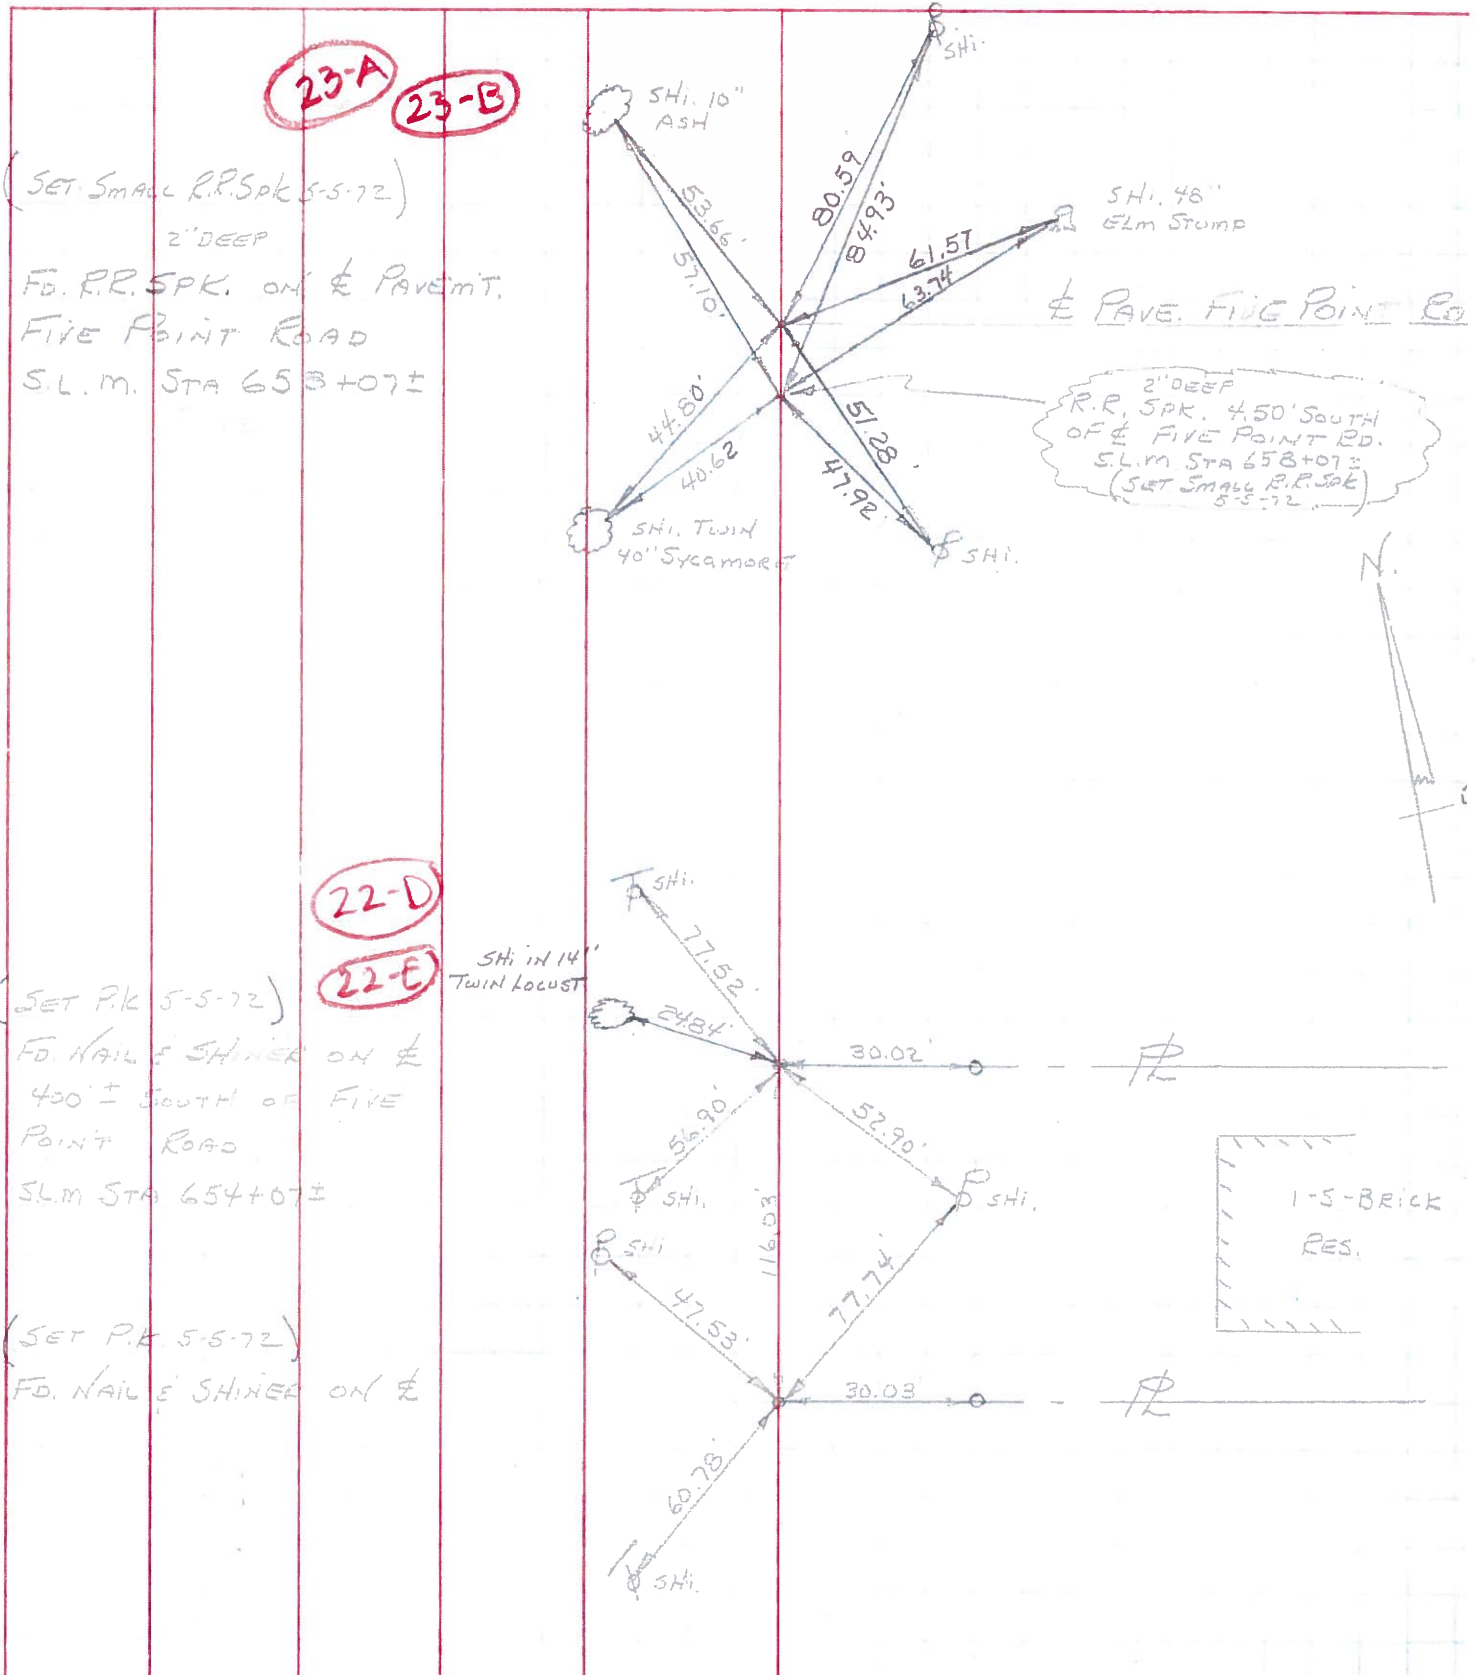 23-A
23-B
(SET SMALL R.R. SPK 5-5-72)
2" DEEP
FD. R.R. SPK. ON ℄ PAVEM'T.
FIVE POINT ROAD
S.L.M. STA 658+07±
SHi. 10"
ASH
SHi.
SHi. 48"
ELM STUMP
53.66'
57.10'
80.59
84.93'
61.57
63.74
℄ PAVE. FIVE POINT RD
2" DEEP
R.R. SPK. 4.50' SOUTH
OF ℄ FIVE POINT RD.
S.L.M STA 658+07±
(SET SMALL R.R. SPK)
5-5-72
44.80'
40.62
51.28'
47.92'
SHi. TWIN
40" SYCAMORE
SHi.
N.
22-D
22-E
SHi.
SHi IN 14"
TWIN LOCUST
77.52'
24.84'
(SET P.K 5-5-72)
FD. NAIL & SHINER ON ℄
400' ± SOUTH OF FIVE
POINT ROAD
S.L.M STA 654+07±
30.02'
PL
56.90'
52.90'
SHi.
SHi.
1-S-BRICK
RES.
SHi
116.03'
47.53'
77.74'
(SET P.K. 5-5-72)
FD. NAIL & SHINER ON ℄
30.03'
PL
60.78'
SHi.